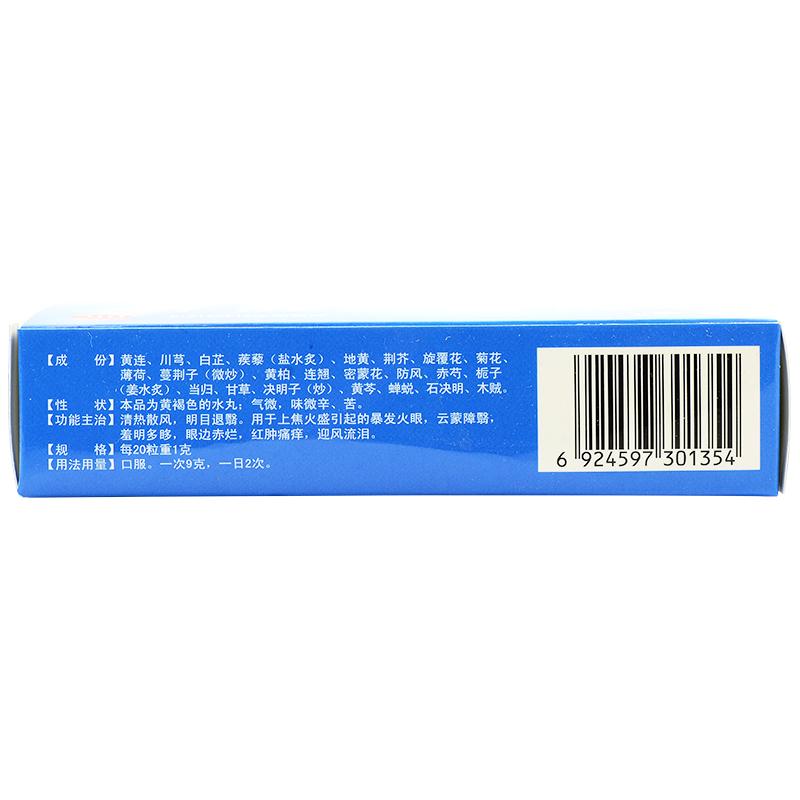 【成　份】黄连、川芎、白芷、蒺藜（盐水炙）、地黄、荆芥、旋覆花、菊花、
薄荷、蔓荆子（微炒）、黄柏、连翘、密蒙花、防风、赤芍、栀子
（姜水炙）、当归、甘草、决明子（炒）、黄芩、蝉蜕、石决明、木贼。
【性　状】本品为黄褐色的水丸；气微，味微辛、苦。
【功能主治】清热散风，明目退翳。用于上焦火盛引起的暴发火眼，云蒙障翳，
羞明多眵，眼边赤烂，红肿痛痒，迎风流泪。
【规　格】每20粒重1克
【用法用量】口服。一次9克，一日2次。
6 924597 301354